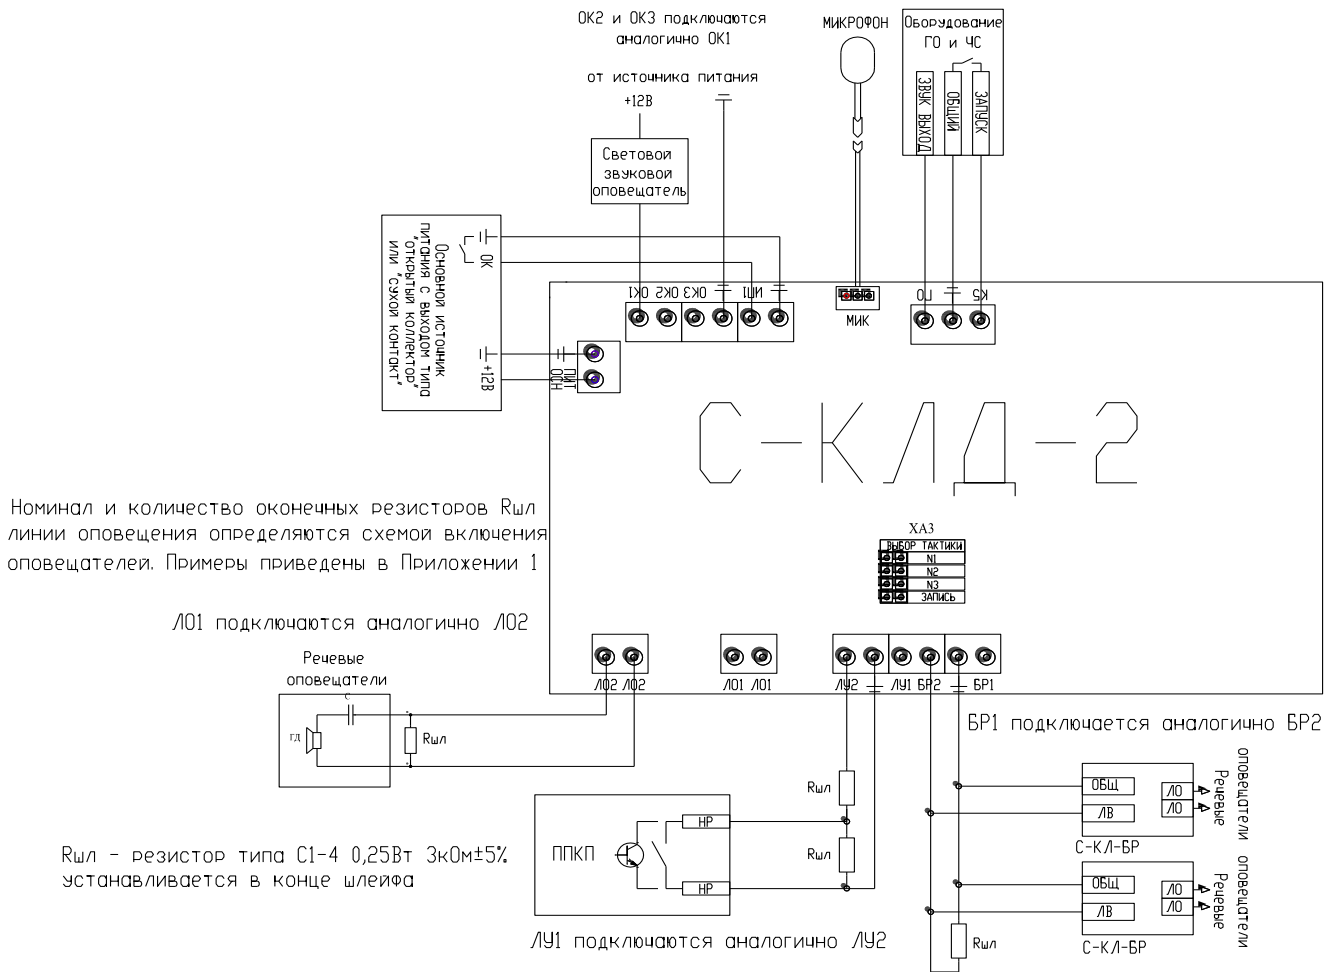 ОК2 и ОК3 подключаются
аналогично ОК1
от источника питания
+12В
Световой
звуковой
оповещатель
МИКРОФОН
Оборудование
ГО и ЧС
ЗВУК ВЫХОД
ОБЩИЙ
ЗАПУСК
Основной источник
питания с выходом типа
"открытый коллектор"
или "сухой контакт"
ОК
+12В
ОК1 ОК2 ОК3 ИП1
МИК
ПО К5
ПИТ
ОСН
С-КЛД-2
Номинал и количество оконечных резисторов Rшл
линии оповещения определяются схемой включения
оповещателей. Примеры приведены в Приложении 1
ХА3
ВЫБОР ТАКТИКИ
N1
N2
N3
ЗАПИСЬ
ЛО1 подключаются аналогично ЛО2
Речевые
оповещатели
С
ГД
Rшл
ЛО2 ЛО2 ЛО1 ЛО1 ЛУ2 ЛУ1 БР2 БР1
БР1 подключается аналогично БР2
Rшл
Rшл
ППКП
НР
НР
ОБЩ
ЛВ
ЛО
ЛО
Речевые
оповещатели
С-КЛ-БР
ОБЩ
ЛВ
ЛО
ЛО
Речевые
оповещатели
С-КЛ-БР
Rшл
Rшл - резистор типа С1-4 0,25Вт 3кОм±5%
устанавливается в конце шлейфа
ЛУ1 подключаются аналогично ЛУ2